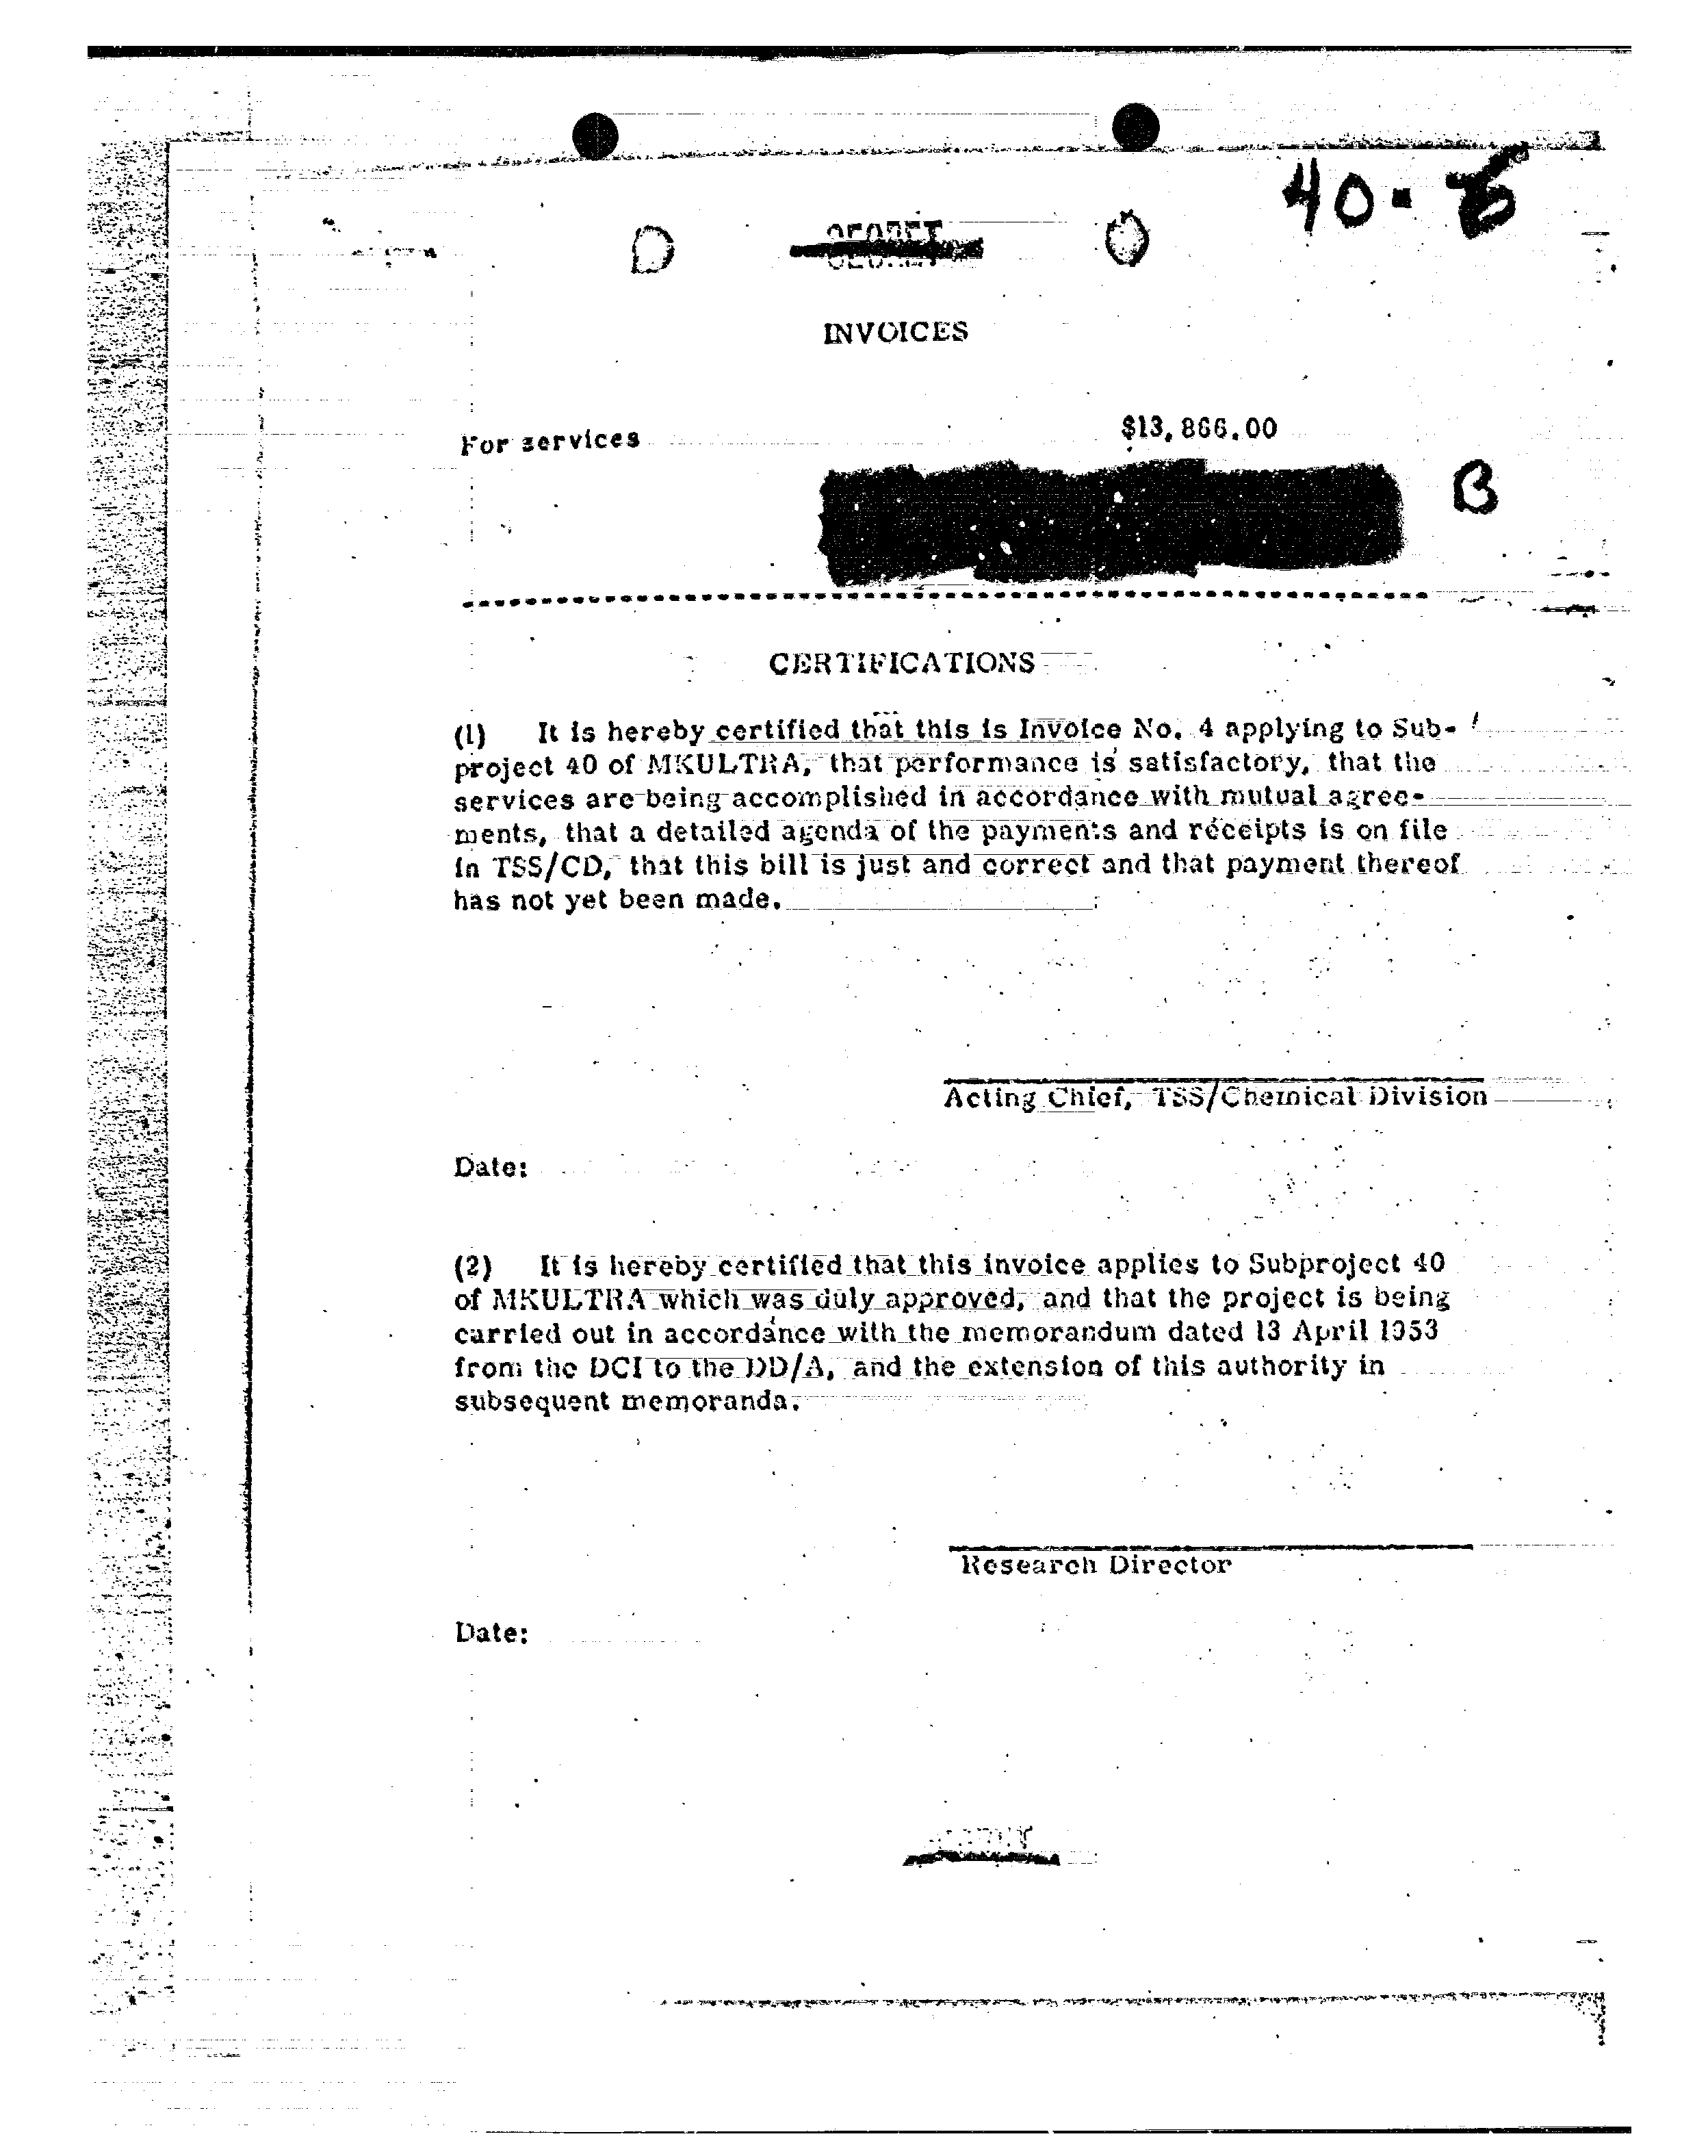 40-
SECRET
INVOICES
For services $13,866.00
B
CERTIFICATIONS
(1) It is hereby certified that this is Invoice No. 4 applying to Sub-
project 40 of MKULTRA, that performance is satisfactory, that the
services are being accomplished in accordance with mutual agree-
ments, that a detailed agenda of the payments and receipts is on file
in TSS/CD, that this bill is just and correct and that payment thereof
has not yet been made.
Acting Chief, TSS/Chemical Division
Date:
(2) It is hereby certified that this invoice applies to Subproject 40
of MKULTRA which was duly approved, and that the project is being
carried out in accordance with the memorandum dated 13 April 1953
from the DCI to the DD/A, and the extension of this authority in
subsequent memoranda.
Research Director
Date: